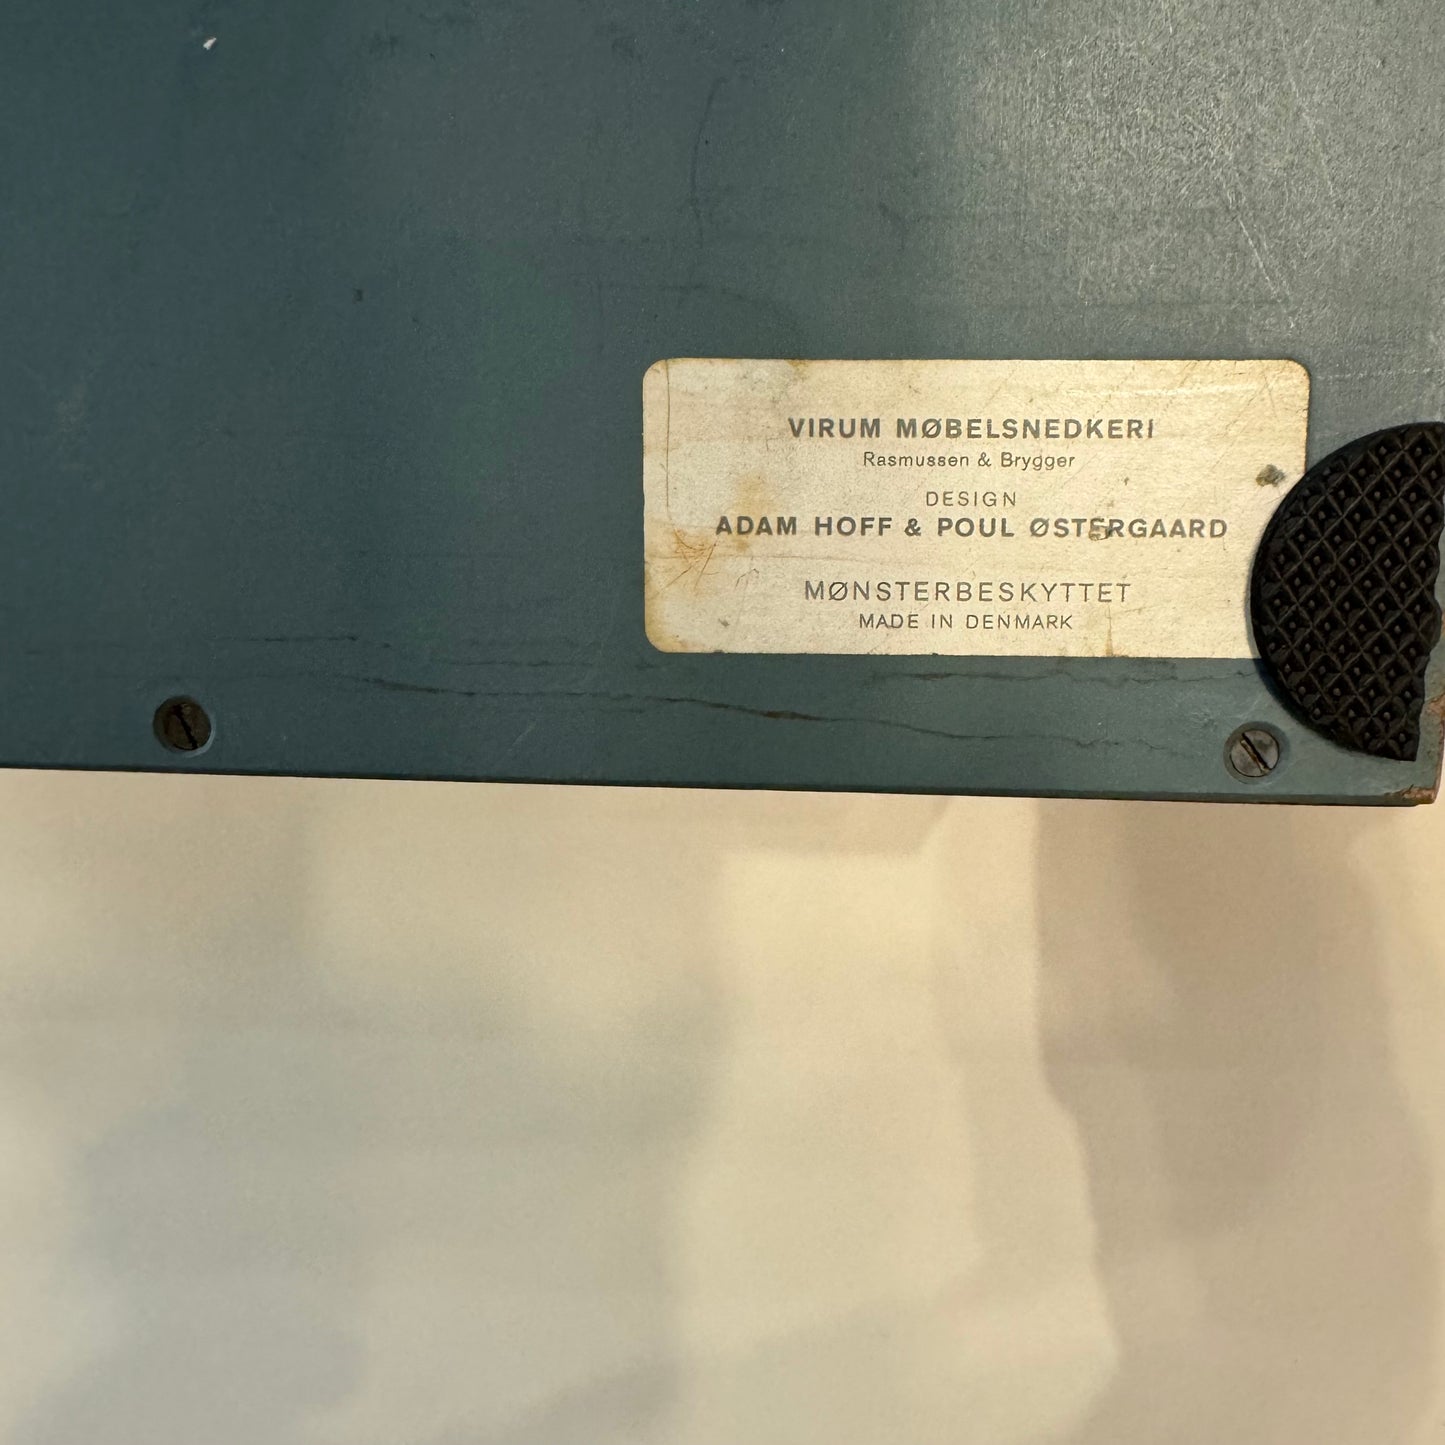 VIRUM MØBELSNEDKERI
Rasmussen & Brygger
DESIGN
ADAM HOFF & POUL ØSTERGAARD
MØNSTERBESKYTTET
MADE IN DENMARK